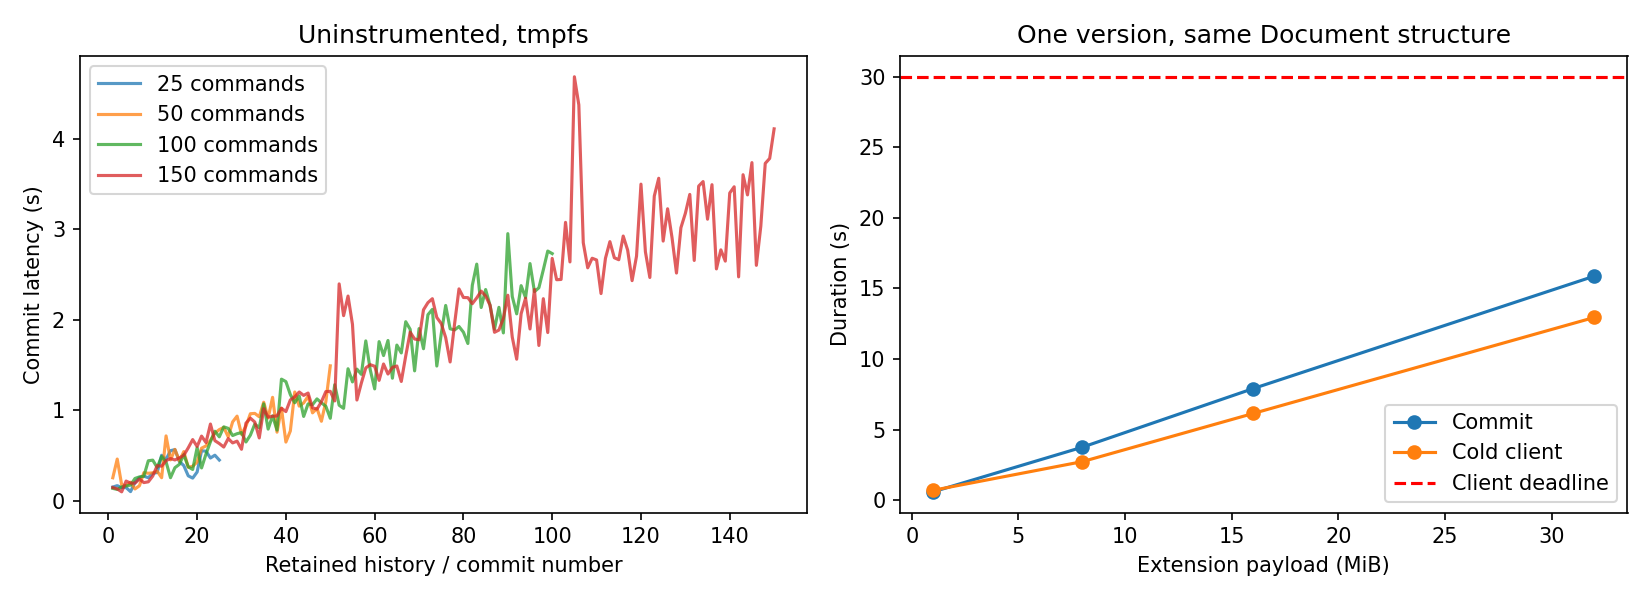 Uninstrumented, tmpfs
25 commands
50 commands
100 commands
150 commands
Commit latency (s)
4
3
2
1
0
0 20 40 60 80 100 120 140
Retained history / commit number
One version, same Document structure
Duration (s)
30
25
20
15
10
5
0
Commit
Cold client
Client deadline
0 5 10 15 20 25 30
Extension payload (MiB)